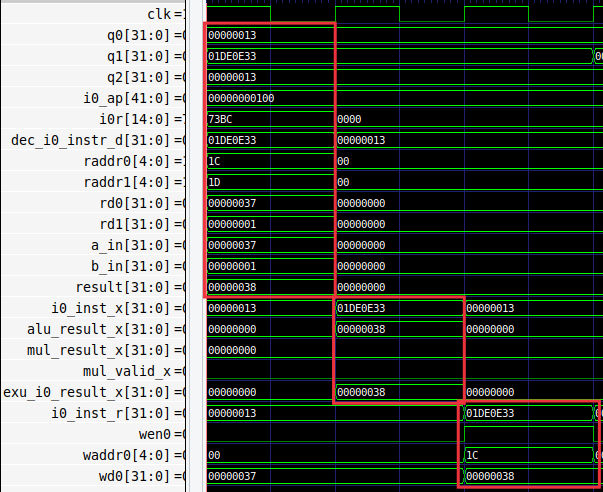 clk =1
q0[31:0] =0 00000013
q1[31:0] =0 01DE0E33 0
q2[31:0] =0 00000013
i0_ap[41:0] =0 00000000100
i0r[14:0] =7 73BC 0000
dec_i0_instr_d[31:0] =0 01DE0E33 00000013
raddr0[4:0] =1 1C 00
raddr1[4:0] =1 1D 00
rd0[31:0] =0 00000037 00000000
rd1[31:0] =0 00000001 00000000
a_in[31:0] =0 00000037 00000000
b_in[31:0] =0 00000001 00000000
result[31:0] =0 00000038 00000000
i0_inst_x[31:0] =0 00000013 01DE0E33 00000013
alu_result_x[31:0] =0 00000000 00000038 00000000
mul_result_x[31:0] =0 00000000
mul_valid_x =0
exu_i0_result_x[31:0] =0 00000000 00000038 00000000
i0_inst_r[31:0] =0 00000013 01DE0E33 00
wen0 =0
waddr0[4:0] =0 00 1C 00
wd0[31:0] =0 00000037 00000038